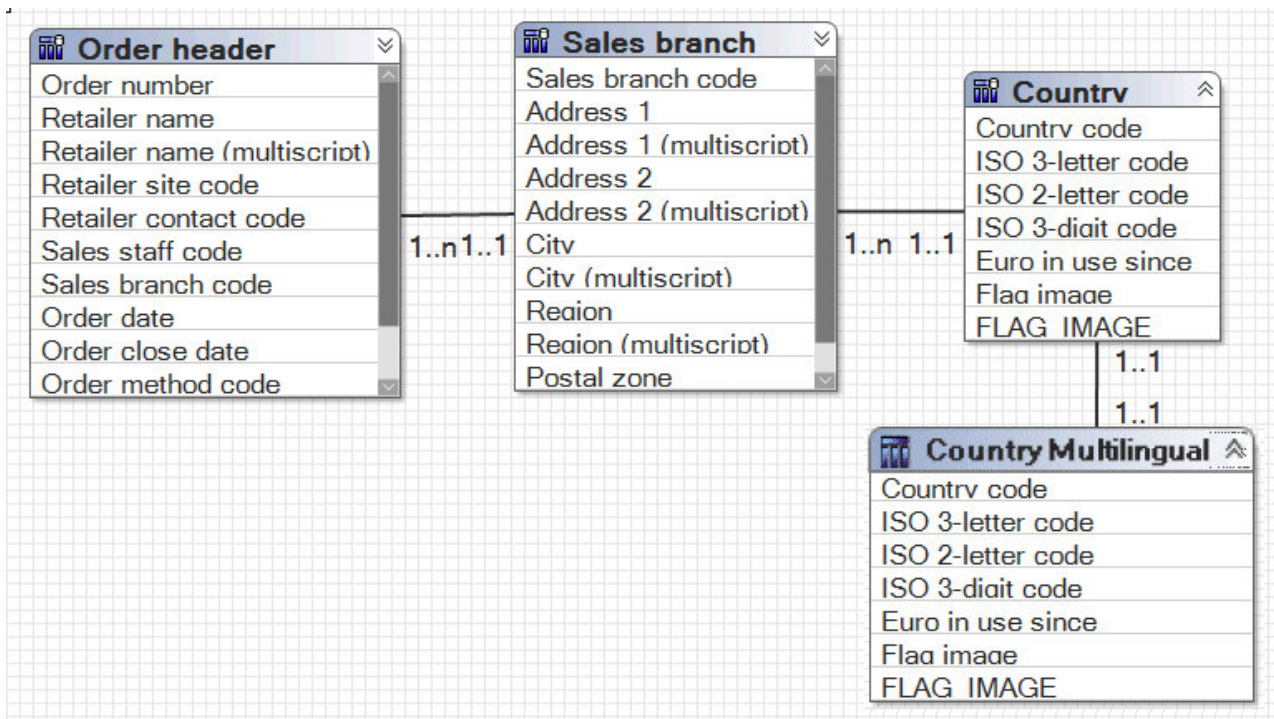 Order header
Order number
Retailer name
Retailer name (multiscript)
Retailer site code
Retailer contact code
Sales staff code
Sales branch code
Order date
Order close date
Order method code
1..n 1..1
Sales branch
Sales branch code
Address 1
Address 1 (multiscript)
Address 2
Address 2 (multiscript)
City
City (multiscript)
Region
Region (multiscript)
Postal zone
1..n 1..1
Country
Country code
ISO 3-letter code
ISO 2-letter code
ISO 3-digit code
Euro in use since
Flag image
FLAG_IMAGE
1..1
1..1
Country Multilingual
Country code
ISO 3-letter code
ISO 2-letter code
ISO 3-digit code
Euro in use since
Flag image
FLAG_IMAGE